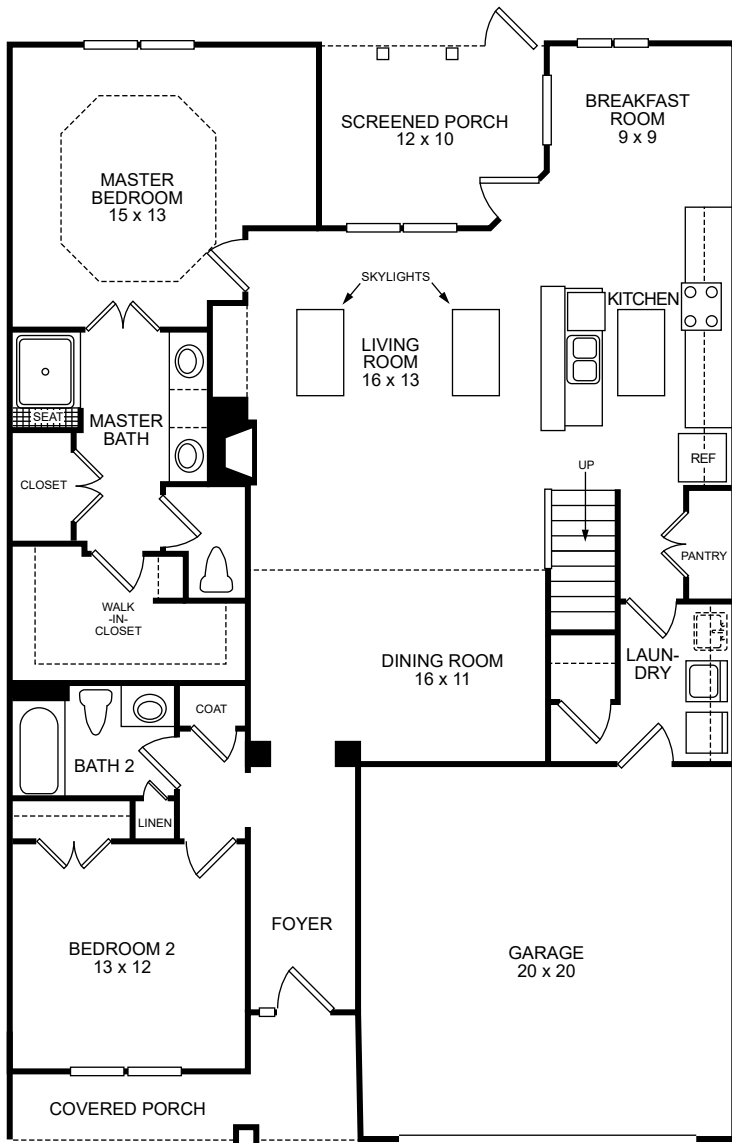 BREAKFAST
ROOM
9 x 9
SCREENED PORCH
12 x 10
MASTER
BEDROOM
15 x 13
SKYLIGHTS
KITCHEN
LIVING
ROOM
16 x 13
SEAT
MASTER
BATH
REF
UP
CLOSET
PANTRY
WALK
-IN-
CLOSET
LAUN-
DRY
DINING ROOM
16 x 11
COAT
BATH 2
LINEN
FOYER
BEDROOM 2
13 x 12
GARAGE
20 x 20
COVERED PORCH